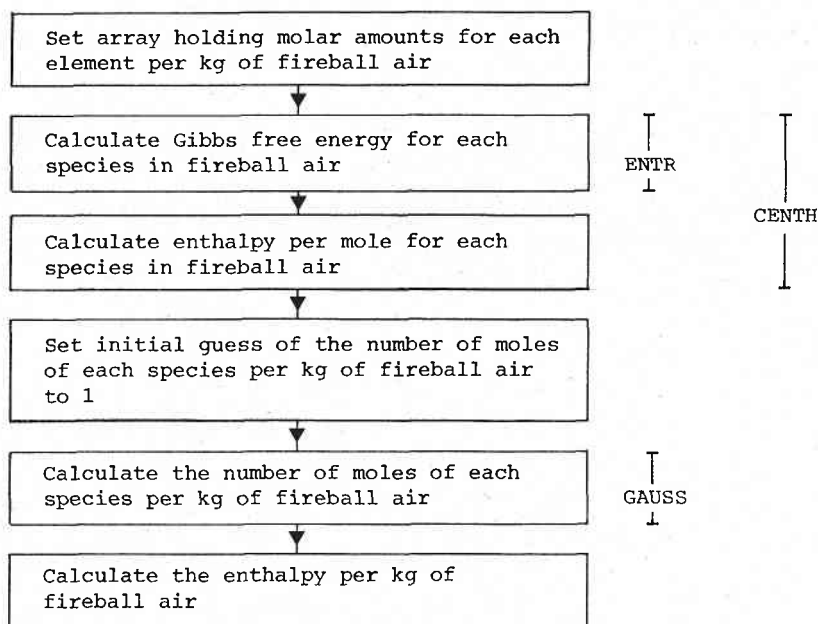 Set array holding molar amounts for each
element per kg of fireball air
Calculate Gibbs free energy for each
species in fireball air
ENTR
CENTH
Calculate enthalpy per mole for each
species in fireball air
Set initial guess of the number of moles
of each species per kg of fireball air
to 1
Calculate the number of moles of each
species per kg of fireball air
GAUSS
Calculate the enthalpy per kg of
fireball air